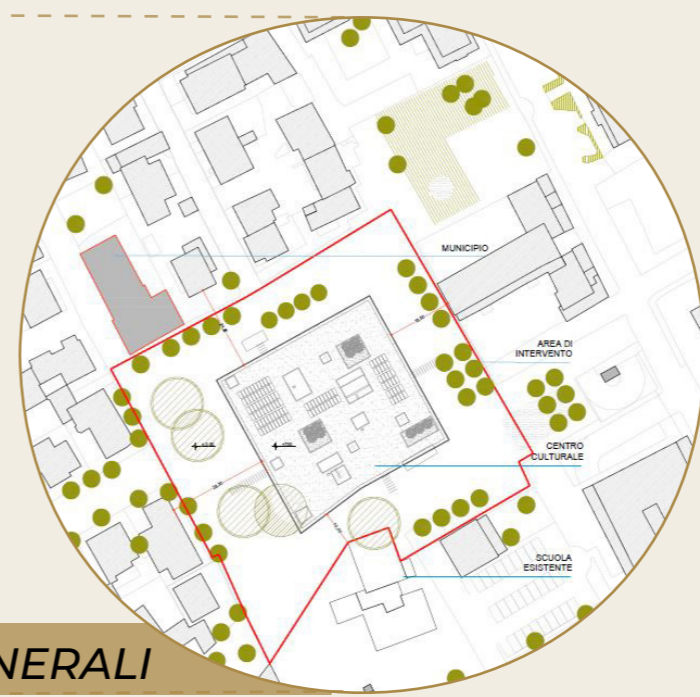 MUNICIPIO
AREA DI
INTERVENTO
CENTRO
CULTURALE
SCUOLA
ESISTENTE
NERALI